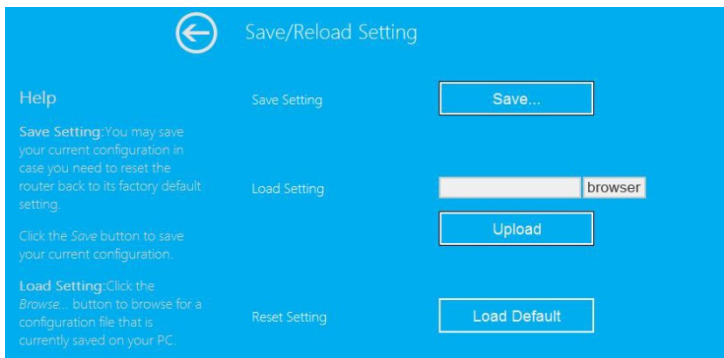 Save/Reload Setting
Help
Save Setting:You may save
your current configuration in
case you need to reset the
router back to its factory default
setting.
Click the Save button to save
your current configuration.
Load Setting:Click the
Browse... button to browse for a
configuration file that is
currently saved on your PC.
Save Setting
Save...
Load Setting
browser
Upload
Reset Setting
Load Default